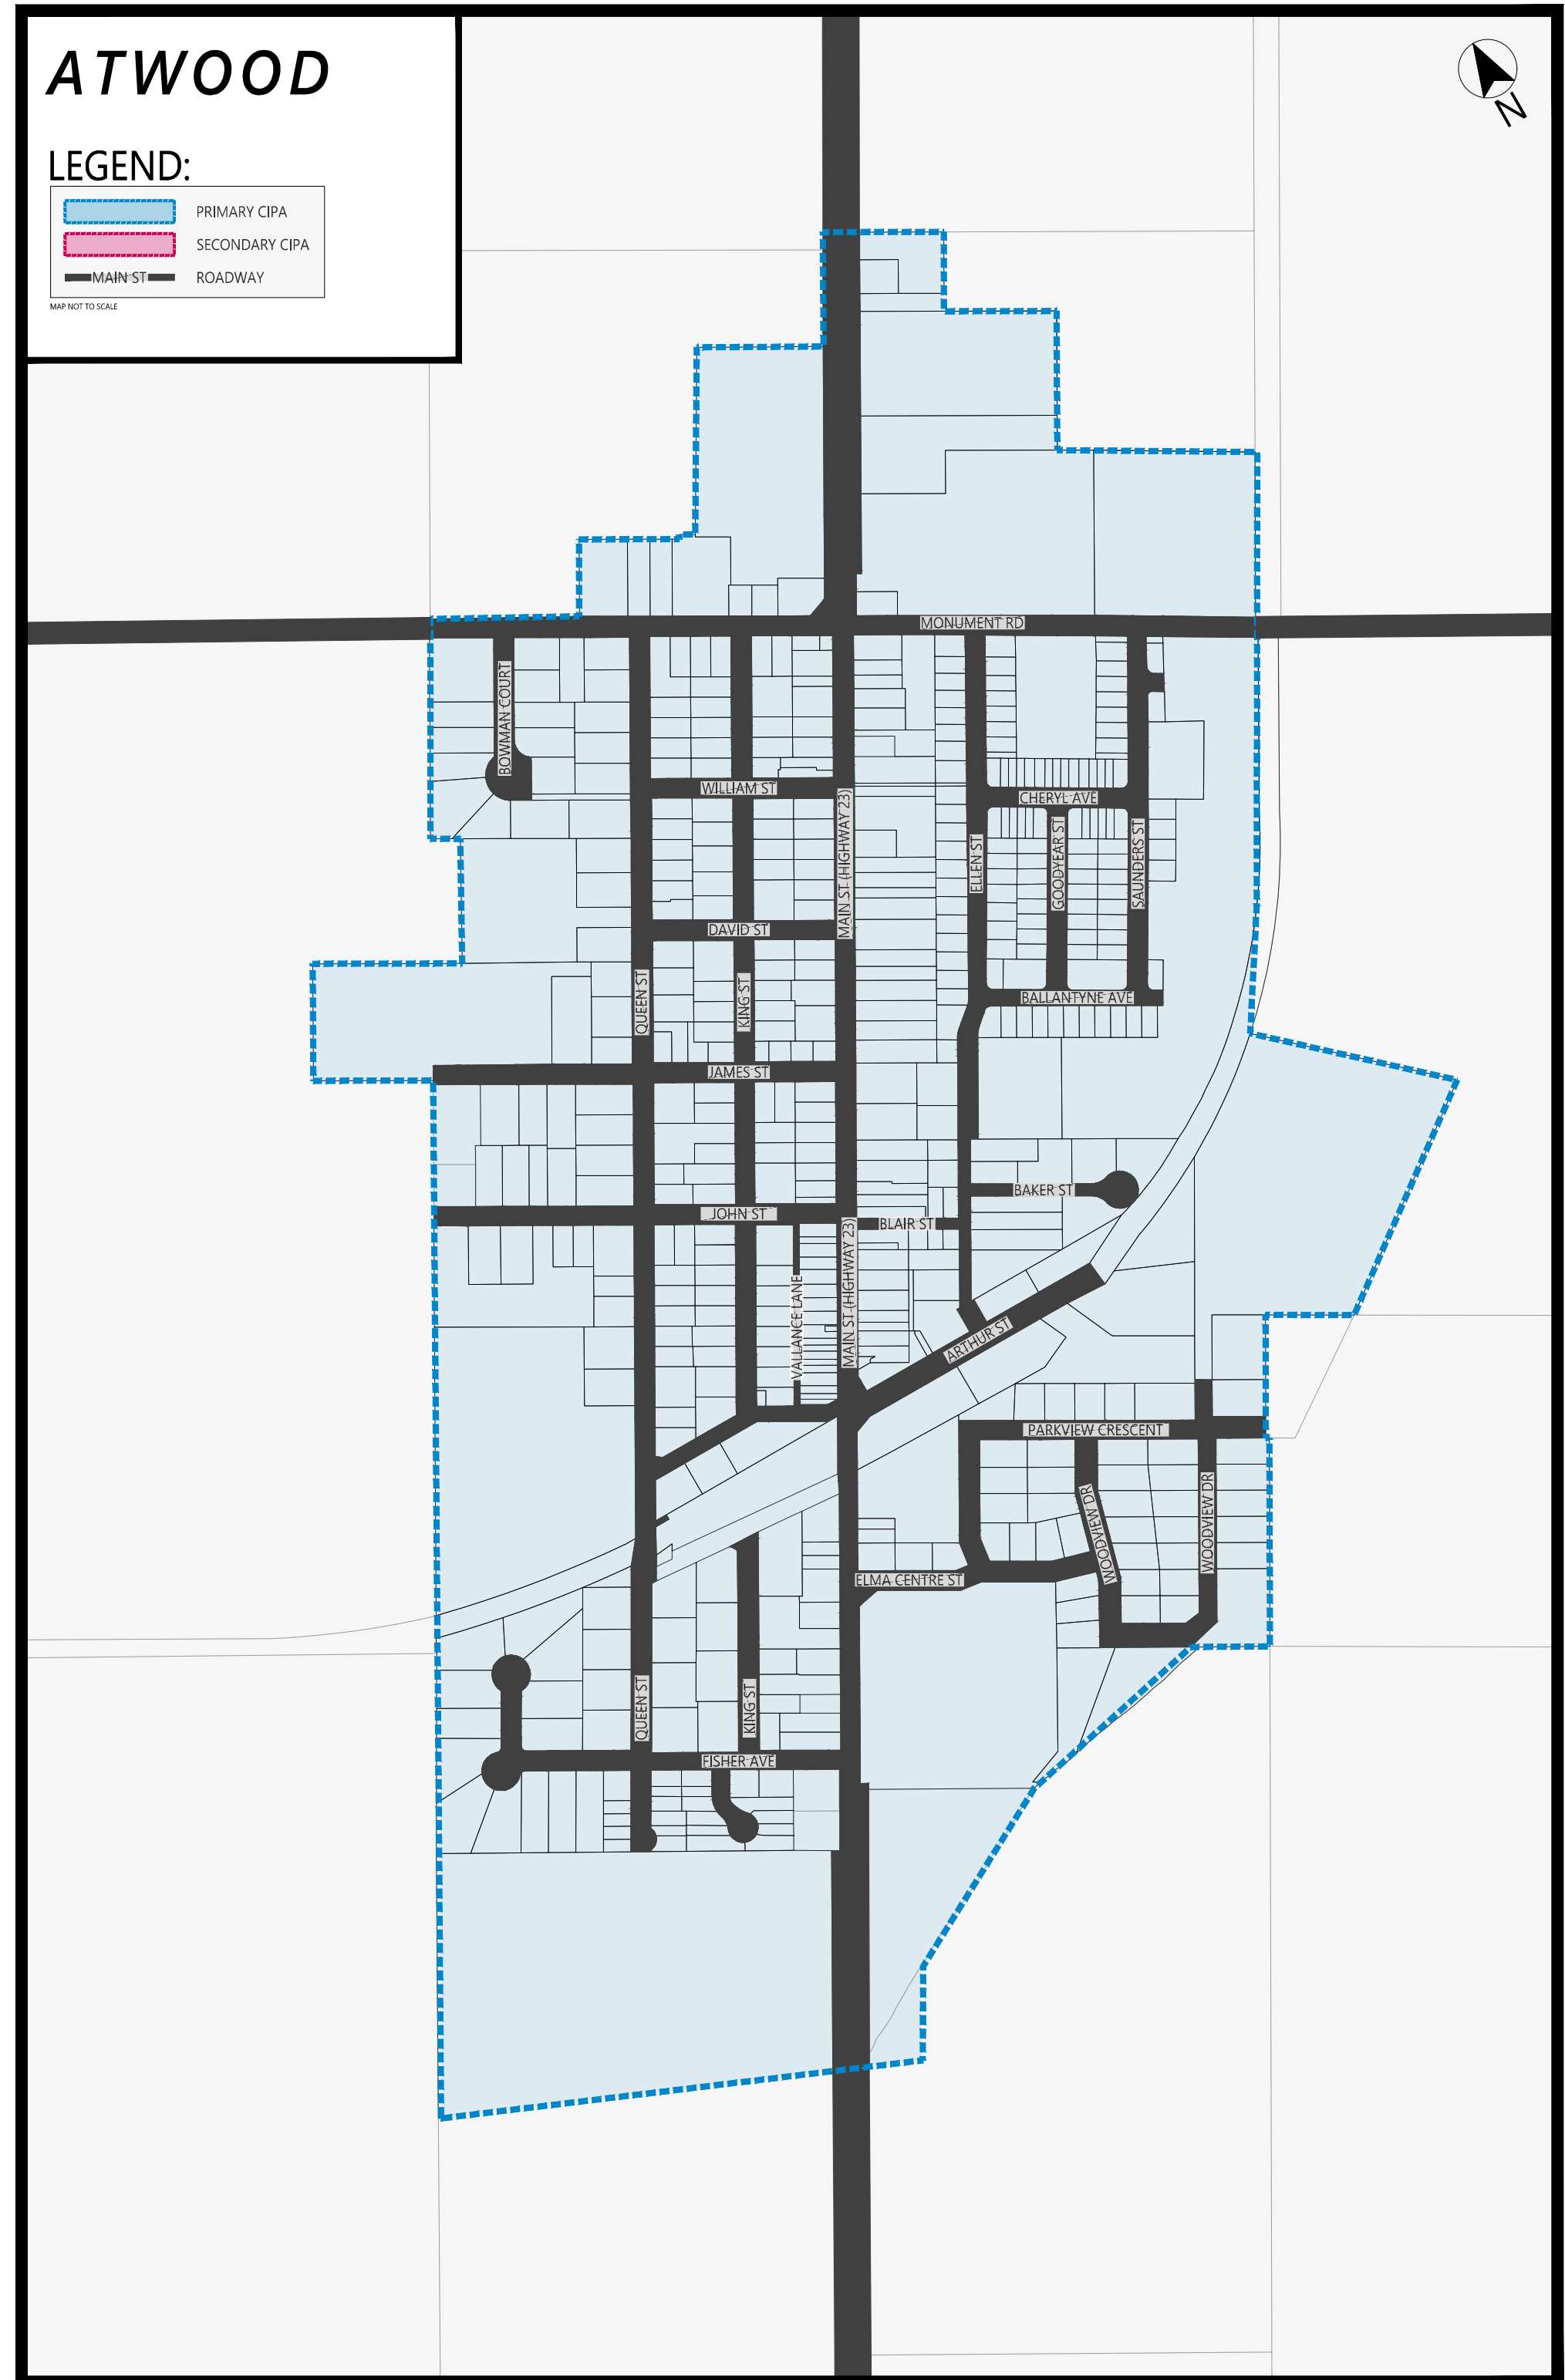 ATWOOD
LEGEND:
PRIMARY CIPA
SECONDARY CIPA
MAIN ST
ROADWAY
MAP NOT TO SCALE
N
MONUMENT RD
BOWMAN COURT
WILLIAM ST
MAIN ST (HIGHWAY 23)
CHERYL AVE
ELLEN ST
GOODYEAR ST
SAUNDERS ST
DAVID ST
QUEEN ST
KING ST
BALLANTYNE AVE
JAMES ST
BAKER ST
JOHN ST
BLAIR ST
VALLANCE LANE
MAIN ST (HIGHWAY 23)
ARTHUR ST
PARKVIEW CRESCENT
WOODVIEW DR
WOODVIEW DR
ELMA CENTRE ST
QUEEN ST
KING ST
FISHER AVE